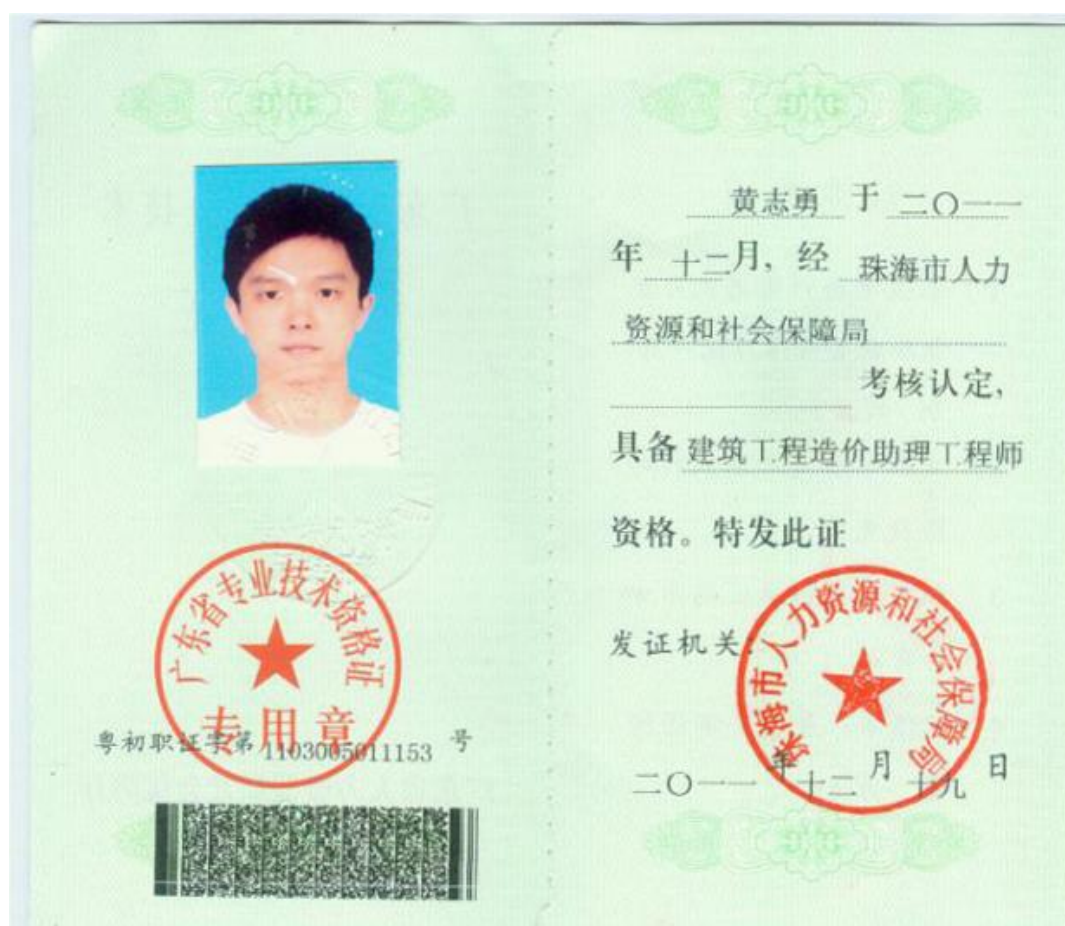 广东省专业技术资格证
专用章
粤初职证字第 1103005011153 号
黄志勇 于 二〇一一
年 十二月，经 珠海市人力
资源和社会保障局
考核认定，
具备 建筑工程造价助理工程师
资格。特发此证
发证机关：
珠海市人力资源和社会保障局
二〇一一 年 十二 月 十九 日